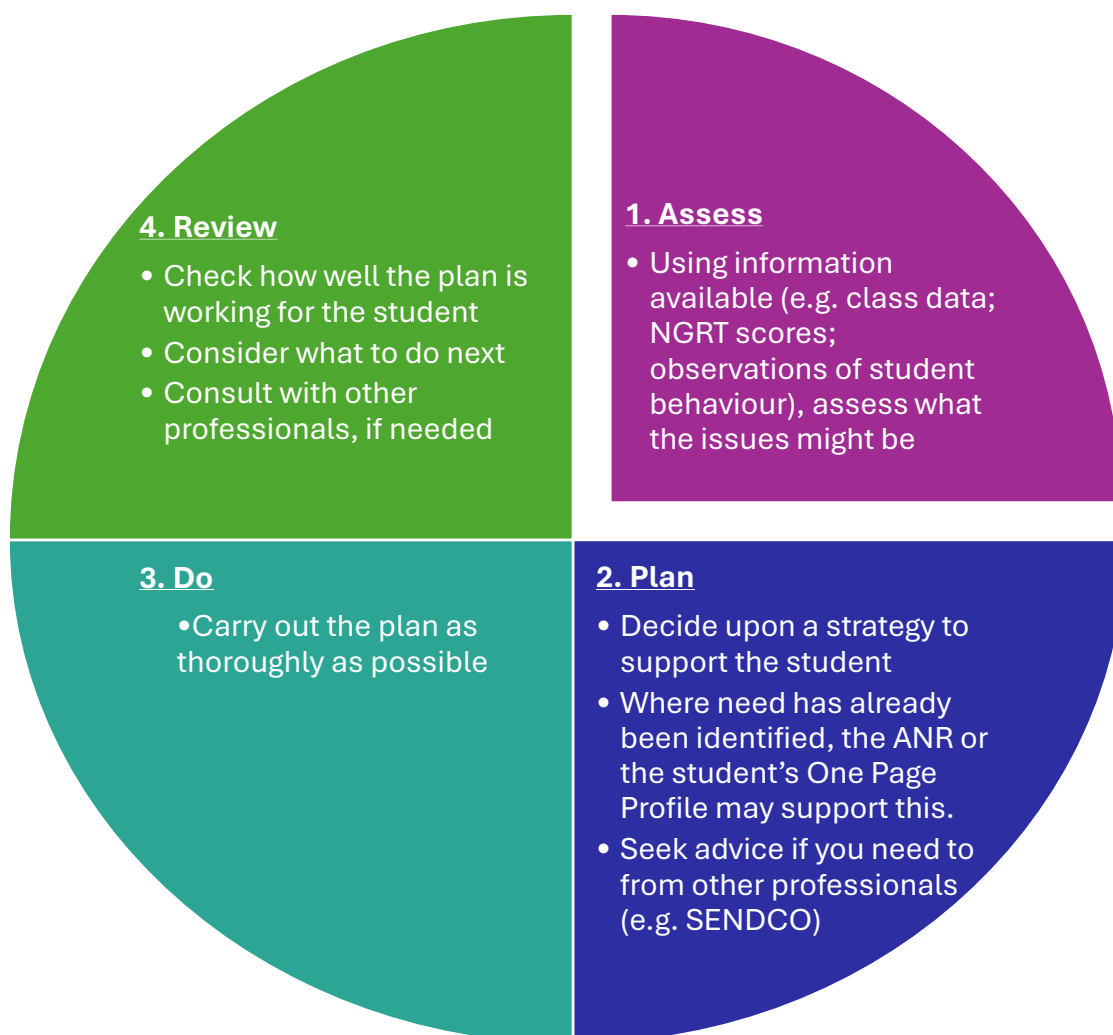 1. Assess
• Using information
available (e.g. class data;
NGRT scores;
observations of student
behaviour), assess what
the issues might be
2. Plan
• Decide upon a strategy to
support the student
• Where need has already
been identified, the ANR or
the student’s One Page
Profile may support this.
• Seek advice if you need to
from other professionals
(e.g. SENDCO)
3. Do
•Carry out the plan as
thoroughly as possible
4. Review
• Check how well the plan is
working for the student
• Consider what to do next
• Consult with other
professionals, if needed